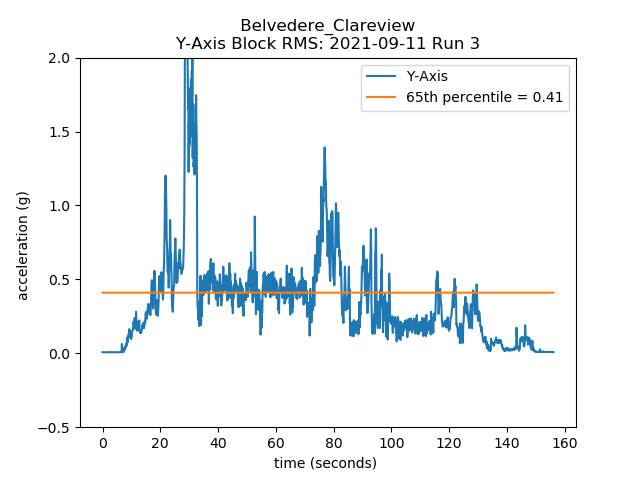 Belvedere_Clareview
Y-Axis Block RMS: 2021-09-11 Run 3
Y-Axis
65th percentile = 0.41
acceleration (g)
2.0
1.5
1.0
0.5
0.0
−0.5
0 20 40 60 80 100 120 140 160
time (seconds)